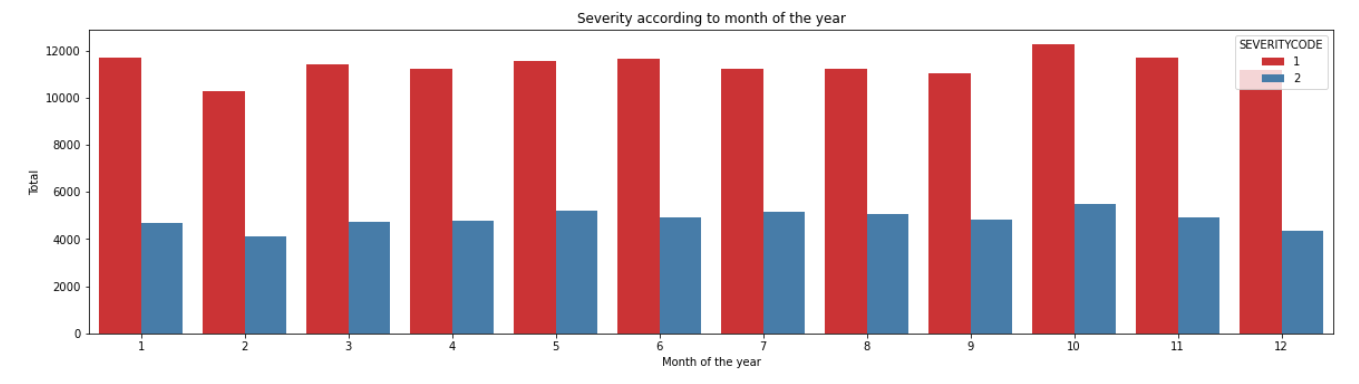 Severity according to month of the year
SEVERITYCODE
1
2
12000
10000
8000
6000
4000
2000
0
Total
1 2 3 4 5 6 7 8 9 10 11 12
Month of the year